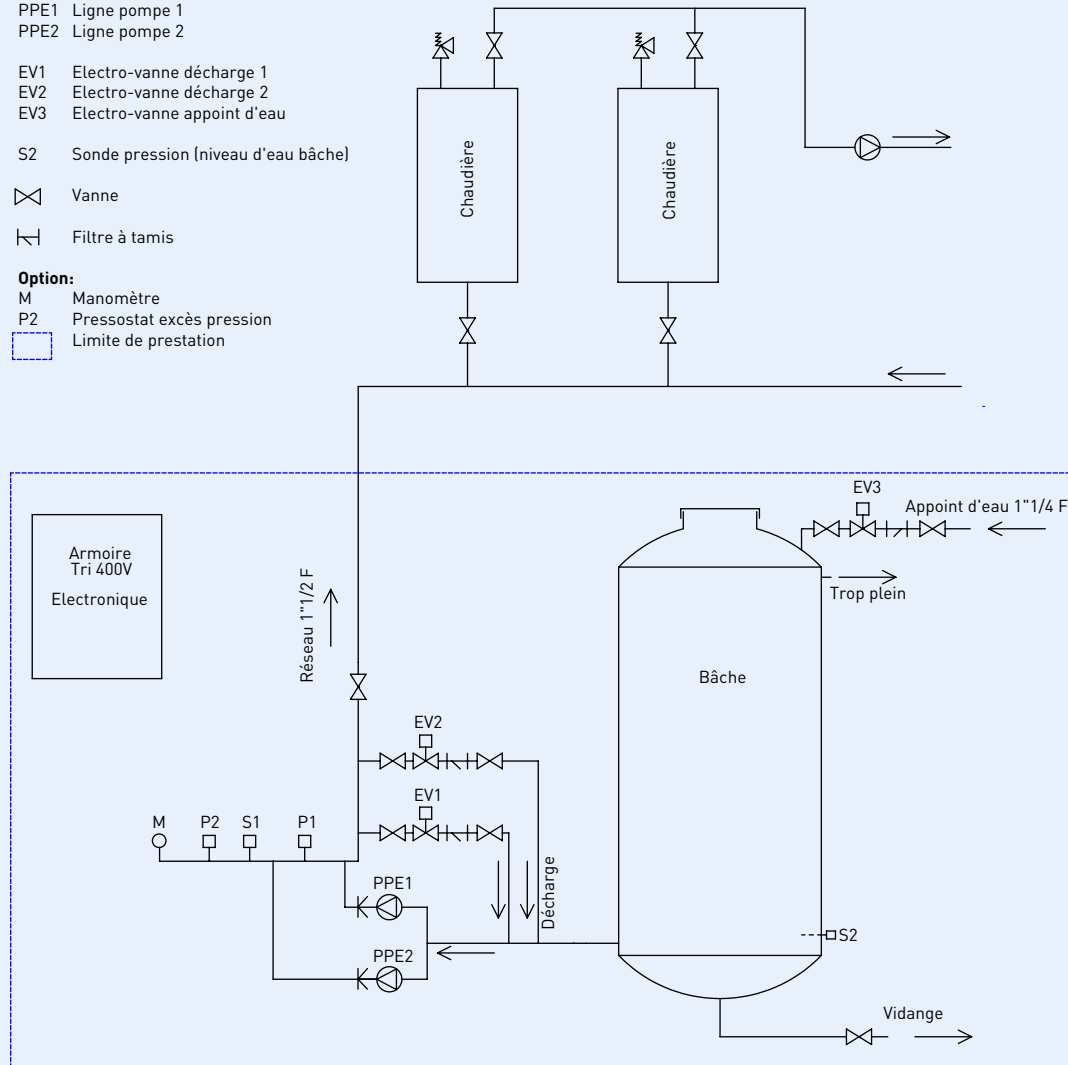 PPE1 Ligne pompe 1
PPE2 Ligne pompe 2
EV1 Electro-vanne décharge 1
EV2 Electro-vanne décharge 2
EV3 Electro-vanne appoint d'eau
S2 Sonde pression (niveau d'eau bâche)
Vanne
Filtre à tamis
Option:
M Manomètre
P2 Pressostat excès pression
Limite de prestation
Chaudière
Chaudière
EV3
Appoint d'eau 1"1/4 F
Trop plein
Armoire
Tri 400V
Electronique
Réseau 1"1/2 F
Bâche
EV2
EV1
M
P2
S1
P1
PPE1
PPE2
Décharge
S2
Vidange